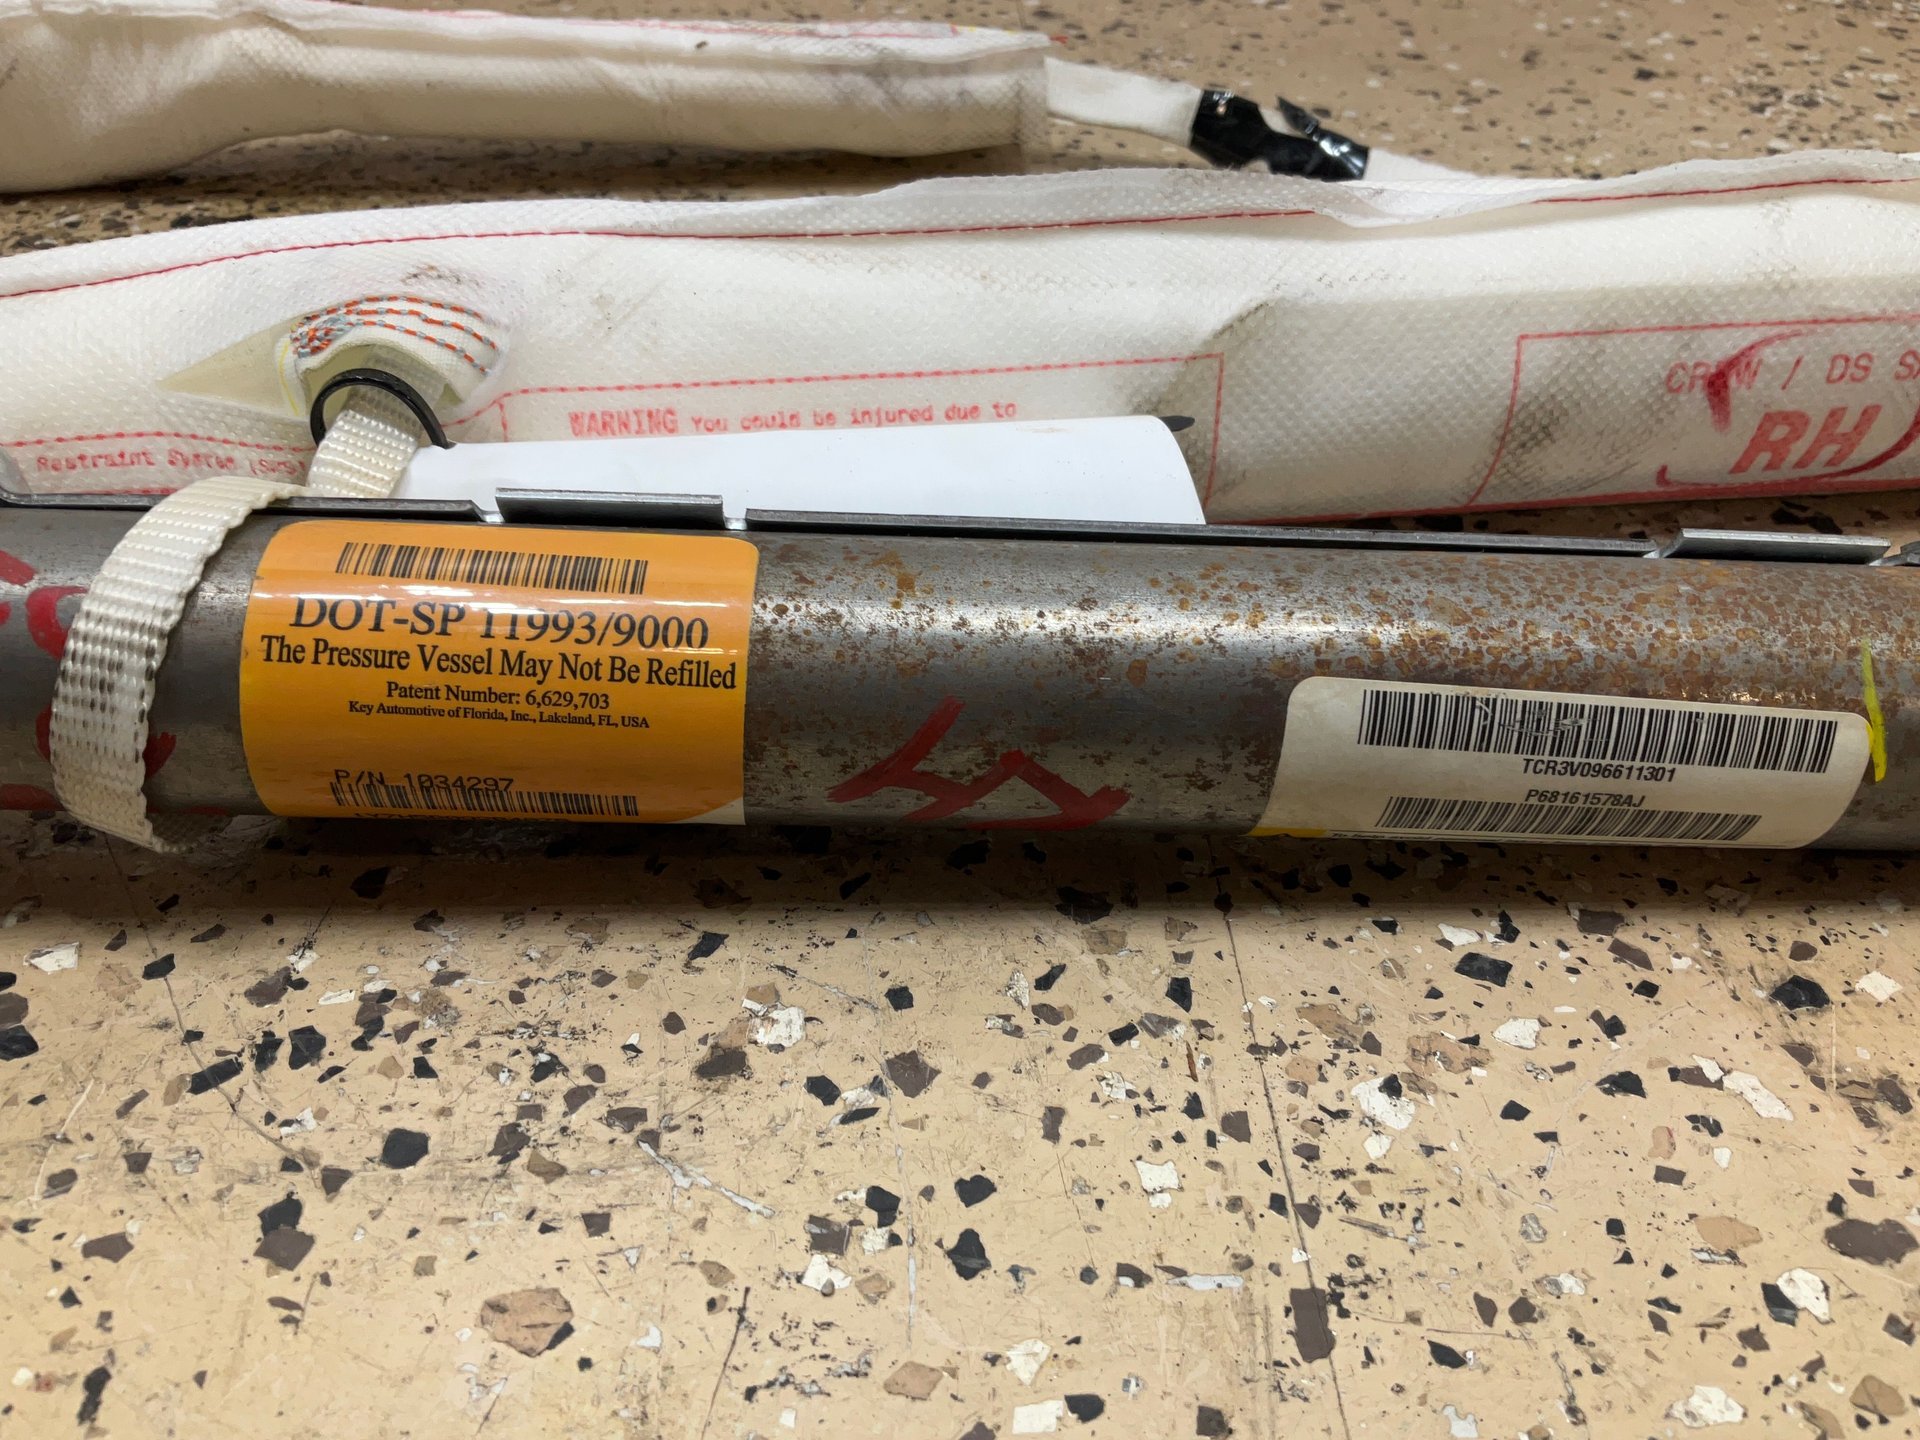 WARNING You could be injured due to
CREW / DS
RH
Restraint System
DOT-SP 11993/9000
The Pressure Vessel May Not Be Refilled
Patent Number: 6,629,703
Key Automotive of Florida, Inc., Lakeland, FL, USA
P/N 1034297
TCR3V096611301
P68161578AJ